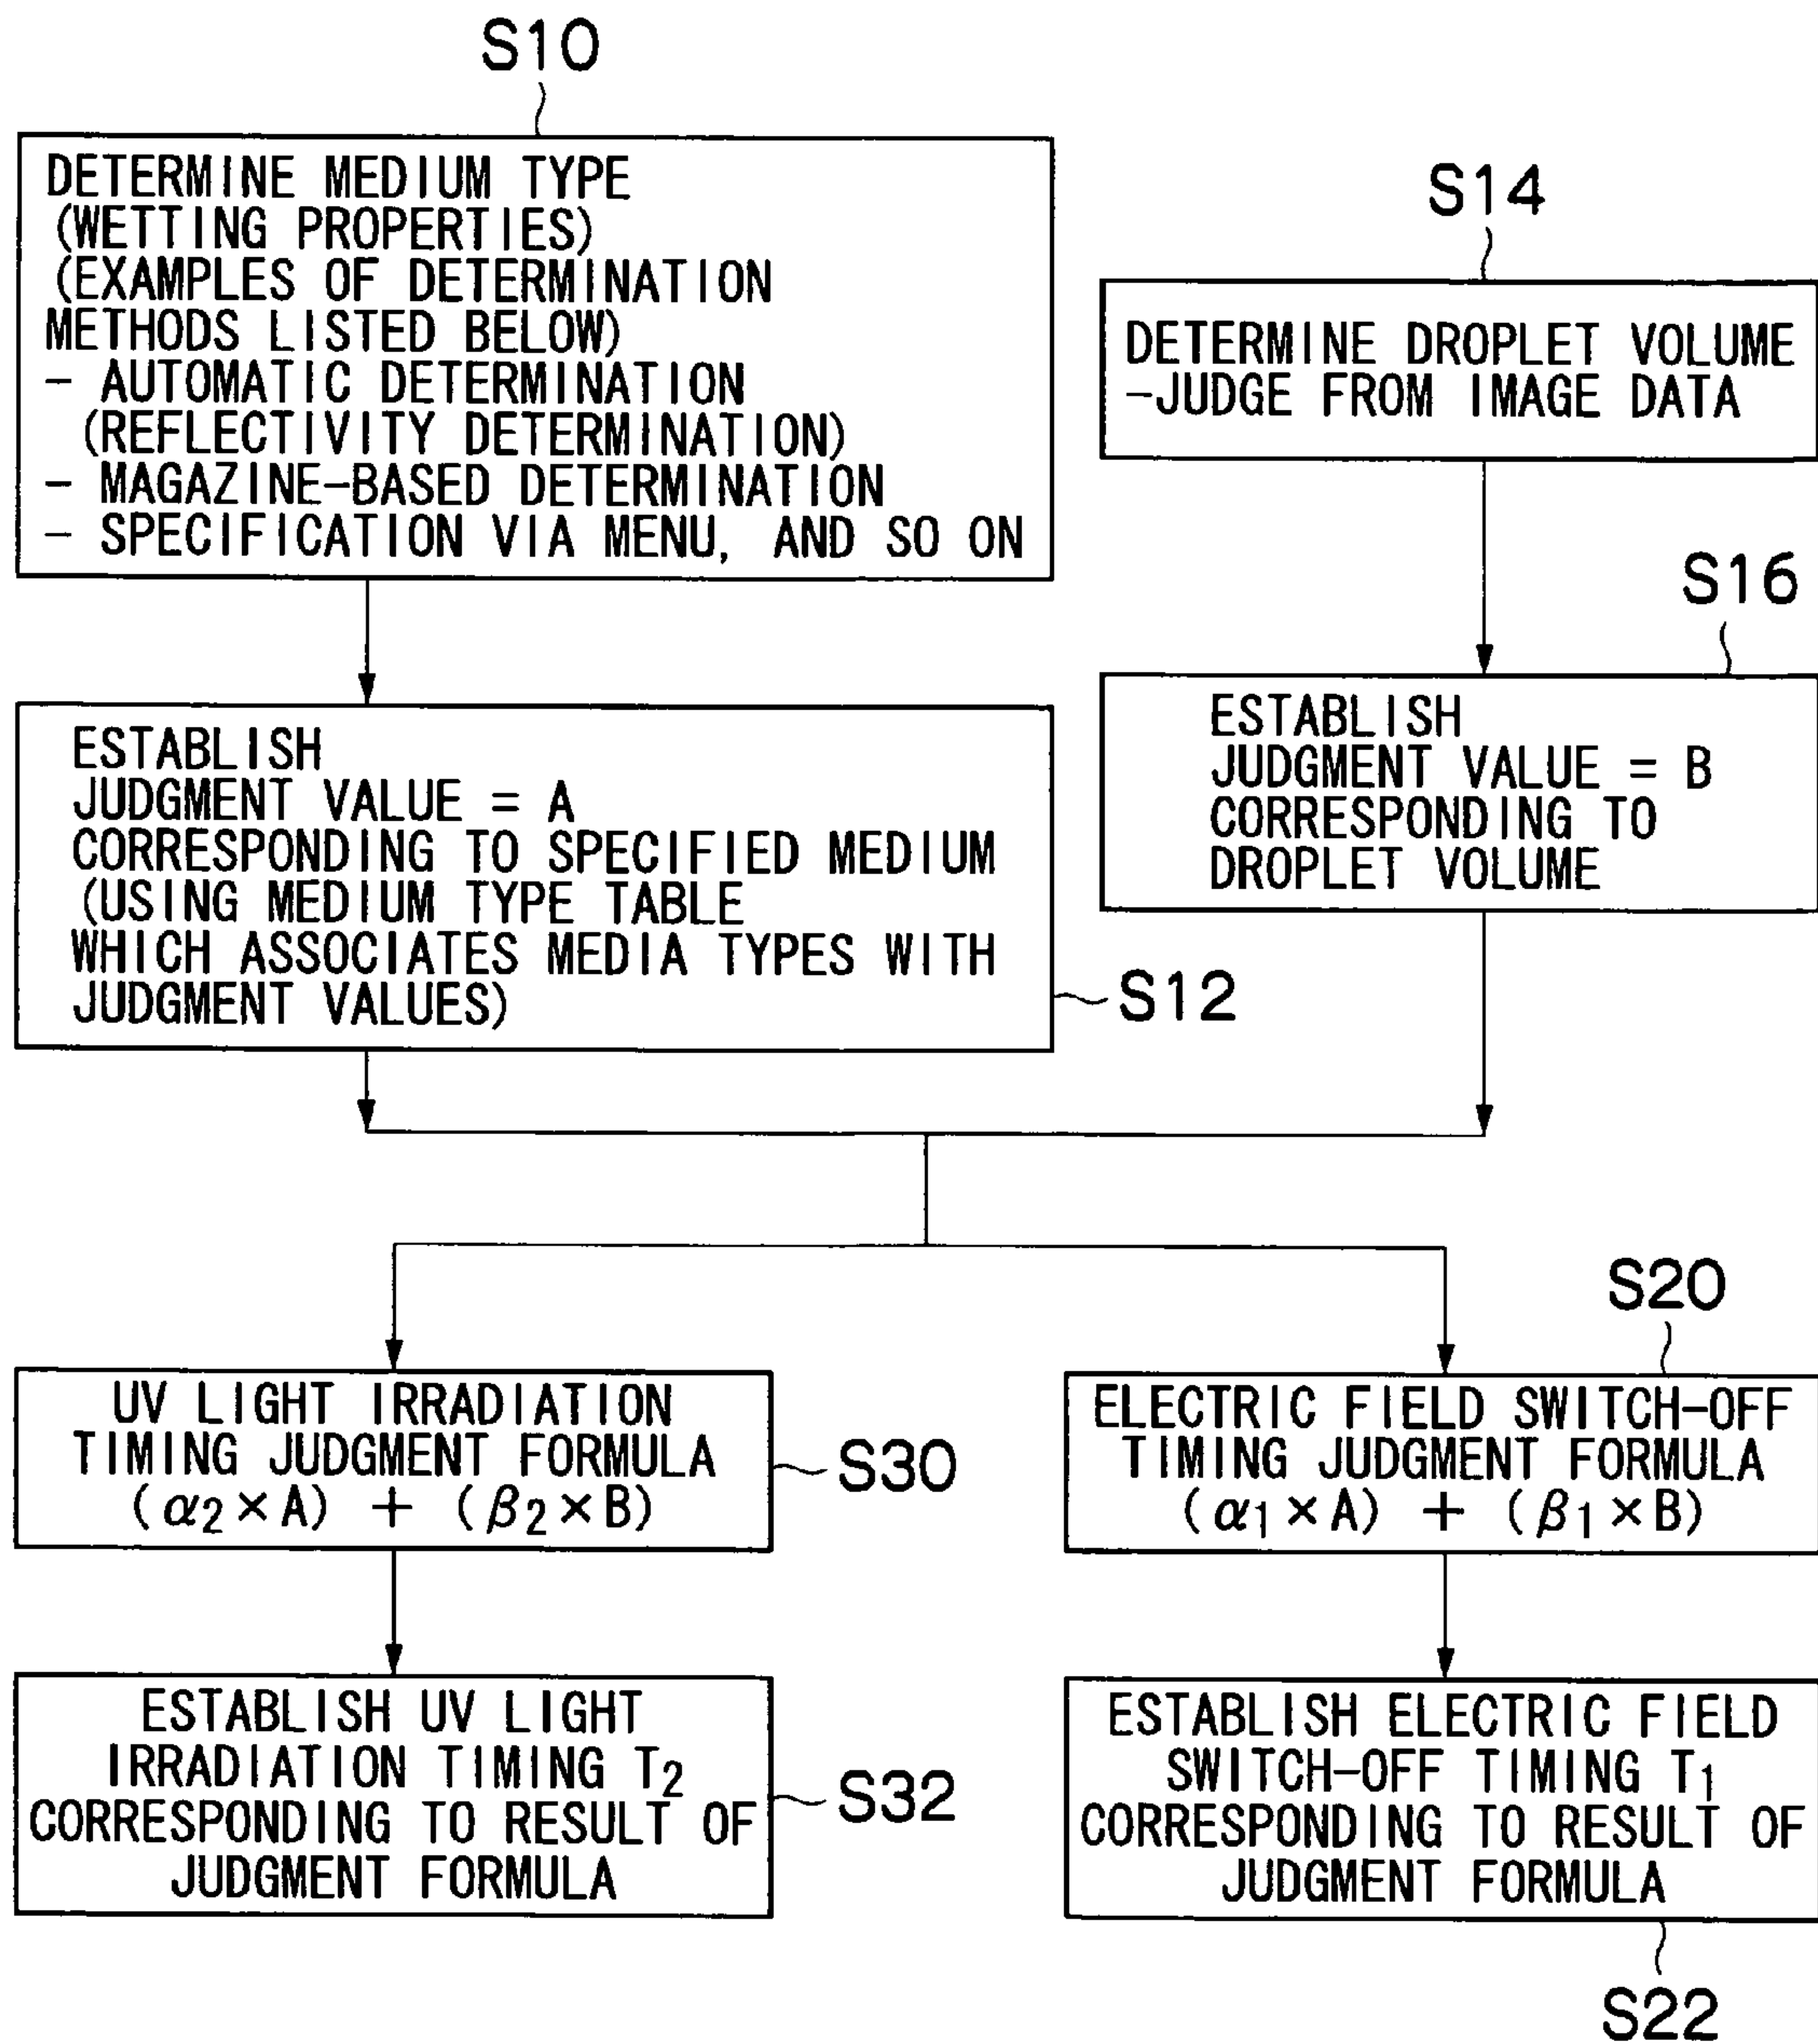 S10
DETERMINE MEDIUM TYPE
(WETTING PROPERTIES)
(EXAMPLES OF DETERMINATION
METHODS LISTED BELOW)
- AUTOMATIC DETERMINATION
(REFLECTIVITY DETERMINATION)
- MAGAZINE-BASED DETERMINATION
- SPECIFICATION VIA MENU, AND SO ON
S14
DETERMINE DROPLET VOLUME
-JUDGE FROM IMAGE DATA
ESTABLISH
JUDGMENT VALUE = A
CORRESPONDING TO SPECIFIED MEDIUM
(USING MEDIUM TYPE TABLE
WHICH ASSOCIATES MEDIA TYPES WITH
JUDGMENT VALUES)
S12
S16
ESTABLISH
JUDGMENT VALUE = B
CORRESPONDING TO
DROPLET VOLUME
UV LIGHT IRRADIATION
TIMING JUDGMENT FORMULA
(α₂×A) + (β₂×B)
S30
S20
ELECTRIC FIELD SWITCH-OFF
TIMING JUDGMENT FORMULA
(α₁×A) + (β₁×B)
ESTABLISH UV LIGHT
IRRADIATION TIMING T₂
CORRESPONDING TO RESULT OF
JUDGMENT FORMULA
S32
ESTABLISH ELECTRIC FIELD
SWITCH-OFF TIMING T₁
CORRESPONDING TO RESULT OF
JUDGMENT FORMULA
S22